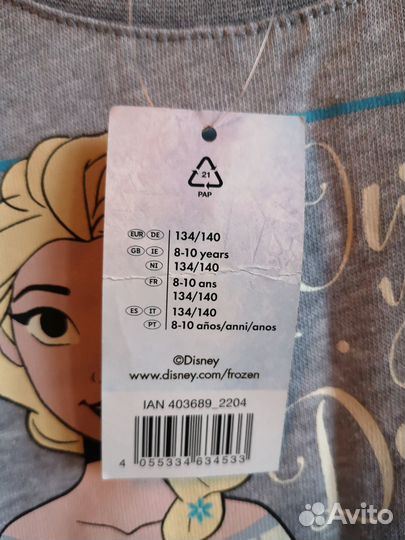 21
PAP
EUR DE 134/140
GB IE 8-10 years
NI 134/140
FR 8-10 ans
134/140
ES IT 134/140
PT 8-10 años/anni/anos
©Disney
www.disney.com/frozen
IAN 403689_2204
4 055334 634533
Avito